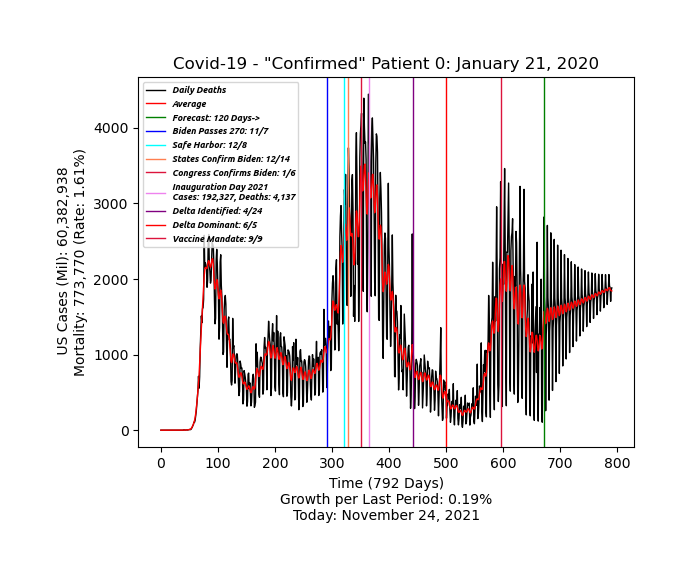 Covid-19 - "Confirmed" Patient 0: January 21, 2020
US Cases (Mil): 60,382,938
Mortality: 773,770 (Rate: 1.61%)
4000
3000
2000
1000
0
Daily Deaths
Average
Forecast: 120 Days->
Biden Passes 270: 11/7
Safe Harbor: 12/8
States Confirm Biden: 12/14
Congress Confirms Biden: 1/6
Inauguration Day 2021
Cases: 192,327, Deaths: 4,137
Delta Identified: 4/24
Delta Dominant: 6/5
Vaccine Mandate: 9/9
0 100 200 300 400 500 600 700 800
Time (792 Days)
Growth per Last Period: 0.19%
Today: November 24, 2021